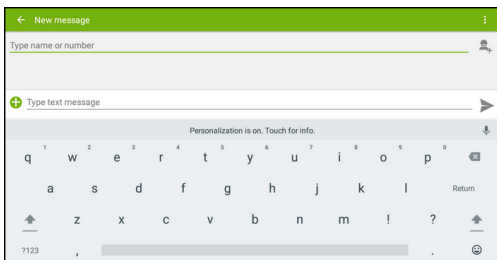 New message
Type name or number
Type text message
Personalization is on. Touch for info.
1 2 3 4 5 6 7 8 9 0
q w e r t y u i o p
a s d f g h j k l Return
z x c v b n m ! ?
?123 , .